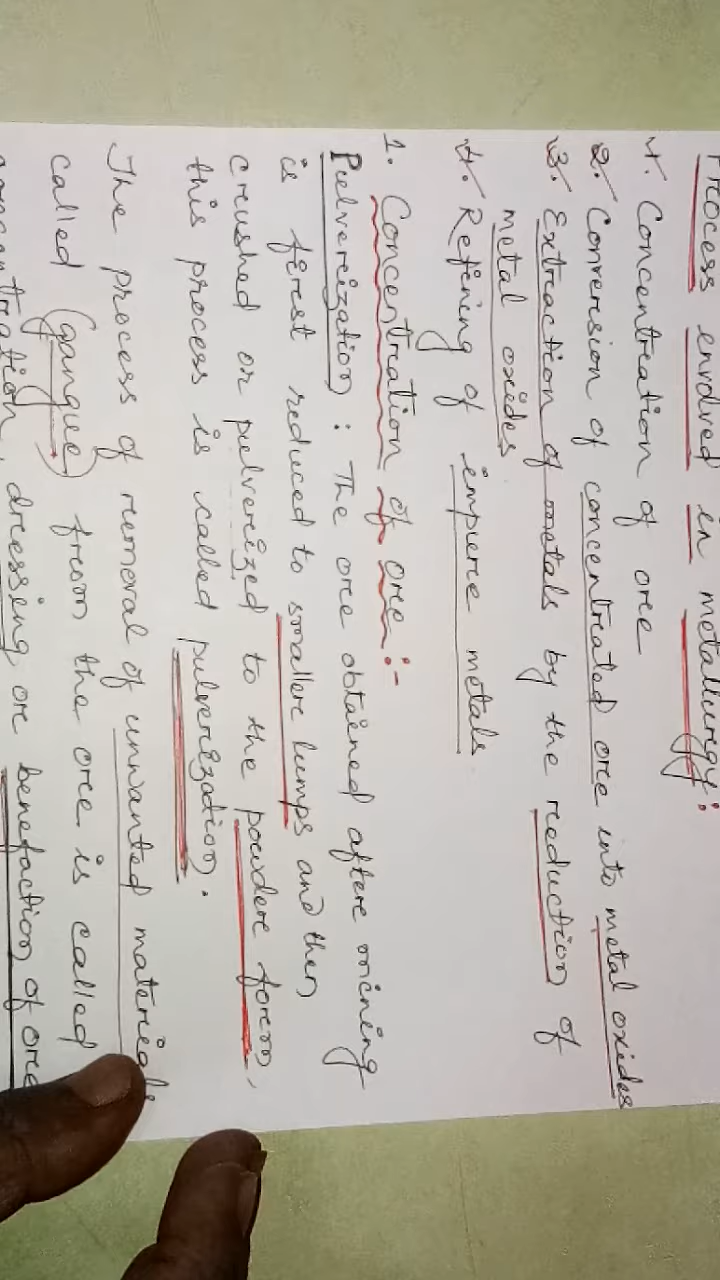 Process envolved in metallurgy:
1. Concentration of ore
2. Conversion of concentrated ore into metal oxides
3. Extraction of metals by the reduction of
metal oxides
4. Refining of impure metals
1. Concentration of ore:-
Pulverization: The ore obtained after mining
is first reduced to smaller lumps and then
crushed or pulverized to the powder form,
this process is called pulverization.
The process of removal of unwanted materials
called (gangue) from the ore is called
concentration, dressing or benefaction of ore